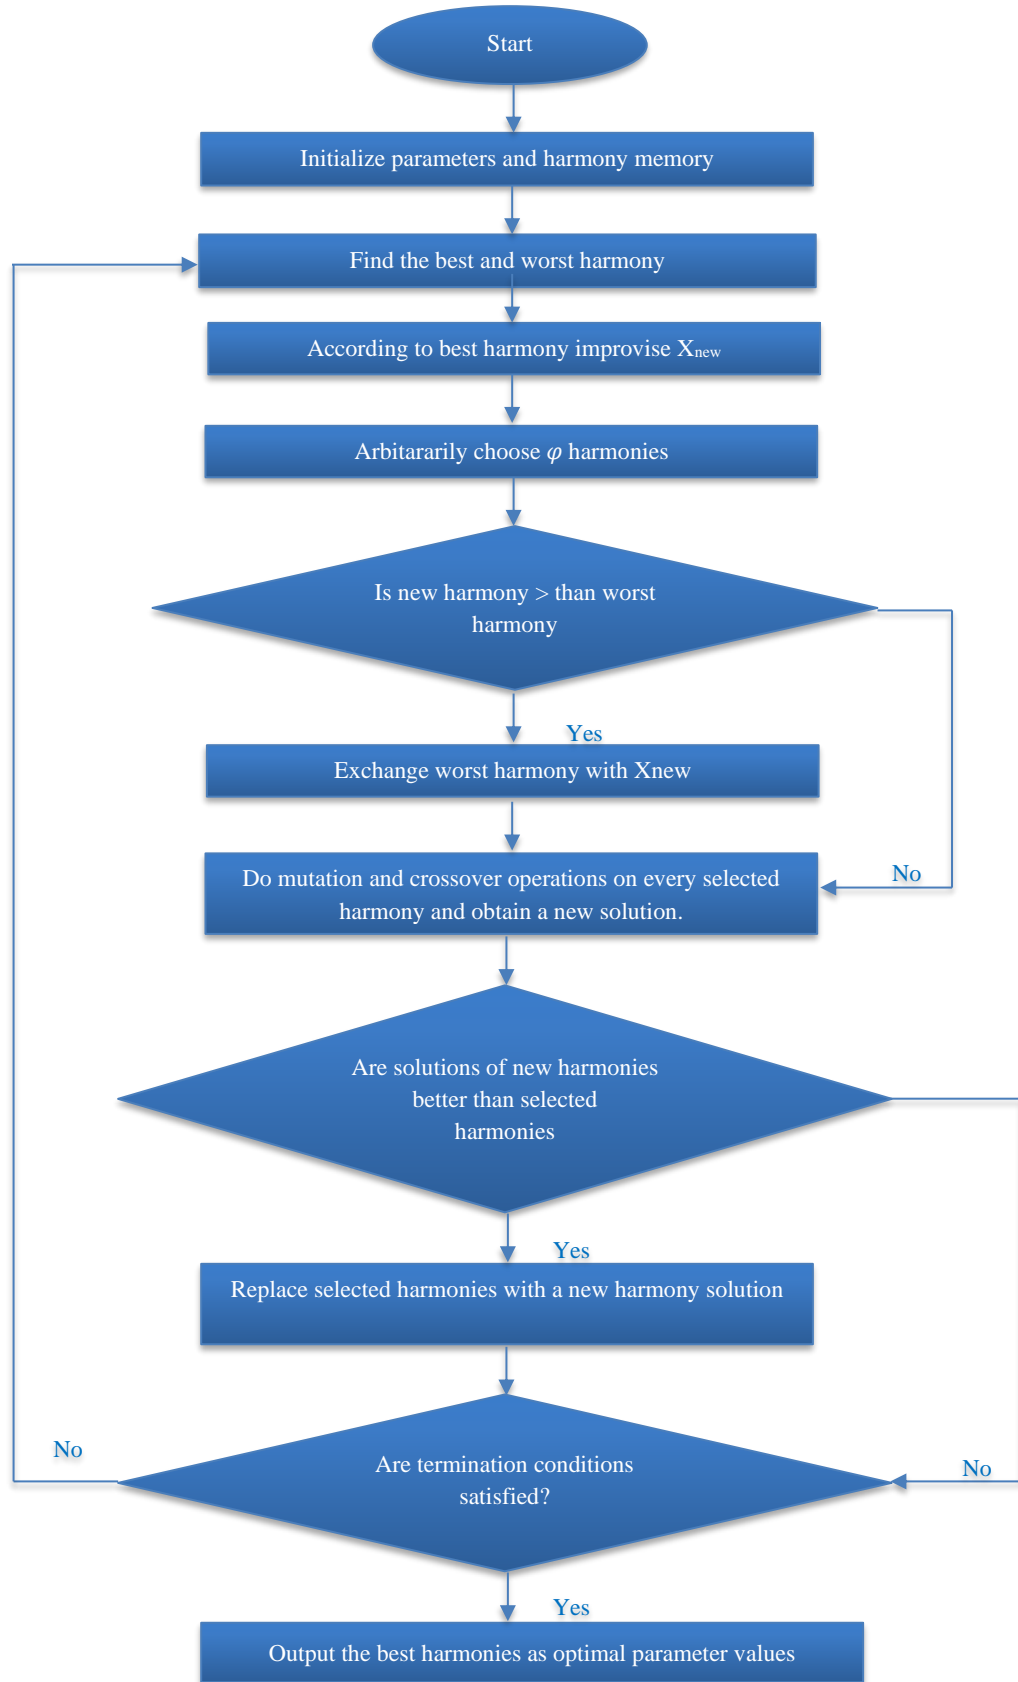 Start
Initialize parameters and harmony memory
Find the best and worst harmony
According to best harmony improvise Xnew
Arbitararily choose φ harmonies
Is new harmony > than worst
harmony
Yes
Exchange worst harmony with Xnew
Do mutation and crossover operations on every selected
harmony and obtain a new solution.
No
Are solutions of new harmonies
better than selected
harmonies
Yes
Replace selected harmonies with a new harmony solution
No
Are termination conditions
satisfied?
No
Yes
Output the best harmonies as optimal parameter values